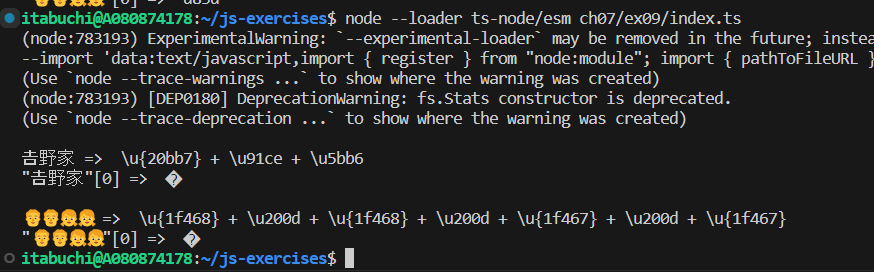 itabuchi@A080874178:~/js-exercises$ node --loader ts-node/esm ch07/ex09/index.ts
(node:783193) ExperimentalWarning: `--experimental-loader` may be removed in the future; instea
--import 'data:text/javascript,import { register } from "node:module"; import { pathToFileURL }
(Use `node --trace-warnings ...` to show where the warning was created)
(node:783193) [DEP0180] DeprecationWarning: fs.Stats constructor is deprecated.
(Use `node --trace-deprecation ...` to show where the warning was created)
𠮷野家 =>  \u{20bb7} + \u91ce + \u5bb6
"𠮷野家"[0] =>  �
👨👨👧👧 =>  \u{1f468} + \u200d + \u{1f468} + \u200d + \u{1f467} + \u200d + \u{1f467}
"👨👨👧👧"[0] =>  �
itabuchi@A080874178:~/js-exercises$